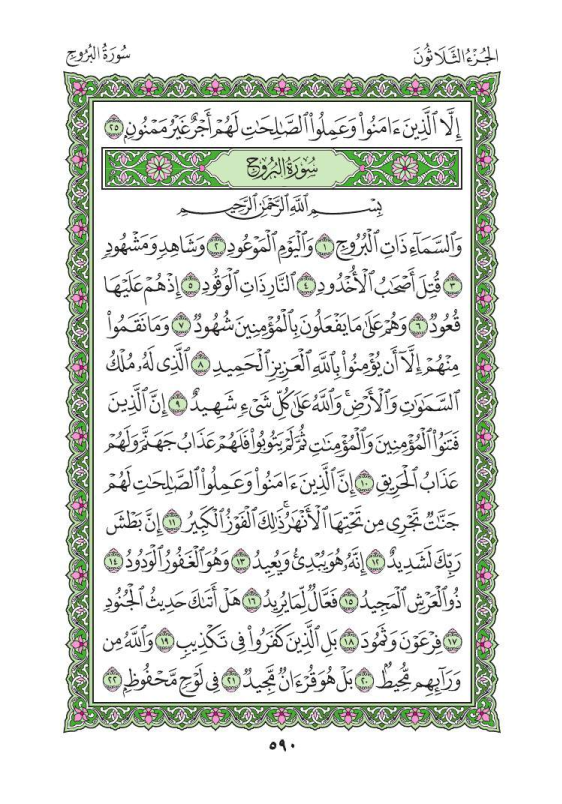 الجُزْءُ الثَّلَاثُونَ
سُورَةُ البُرُوجِ
إِلَّا ٱلَّذِينَ ءَامَنُوا۟ وَعَمِلُوا۟ ٱلصَّـٰلِحَـٰتِ لَهُمْ أَجْرٌ غَيْرُ مَمْنُونٍ ٢٥
سُورَةُ البُرُوجِ
بِسْمِ ٱللَّهِ ٱلرَّحْمَـٰنِ ٱلرَّحِيمِ
وَٱلسَّمَآءِ ذَاتِ ٱلْبُرُوجِ ١ وَٱلْيَوْمِ ٱلْمَوْعُودِ ٢ وَشَاهِدٍ وَمَشْهُودٍ
٣ قُتِلَ أَصْحَـٰبُ ٱلْأُخْدُودِ ٤ ٱلنَّارِ ذَاتِ ٱلْوَقُودِ ٥ إِذْ هُمْ عَلَيْهَا
قُعُودٌ ٦ وَهُمْ عَلَىٰ مَا يَفْعَلُونَ بِٱلْمُؤْمِنِينَ شُهُودٌ ٧ وَمَا نَقَمُوا۟
مِنْهُمْ إِلَّآ أَن يُؤْمِنُوا۟ بِٱللَّهِ ٱلْعَزِيزِ ٱلْحَمِيدِ ٨ ٱلَّذِى لَهُۥ مُلْكُ
ٱلسَّمَـٰوَٰتِ وَٱلْأَرْضِ ۚ وَٱللَّهُ عَلَىٰ كُلِّ شَىْءٍ شَهِيدٌ ٩ إِنَّ ٱلَّذِينَ
فَتَنُوا۟ ٱلْمُؤْمِنِينَ وَٱلْمُؤْمِنَـٰتِ ثُمَّ لَمْ يَتُوبُوا۟ فَلَهُمْ عَذَابُ جَهَنَّمَ وَلَهُمْ
عَذَابُ ٱلْحَرِيقِ ١٠ إِنَّ ٱلَّذِينَ ءَامَنُوا۟ وَعَمِلُوا۟ ٱلصَّـٰلِحَـٰتِ لَهُمْ
جَنَّـٰتٌ تَجْرِى مِن تَحْتِهَا ٱلْأَنْهَـٰرُ ۚ ذَٰلِكَ ٱلْفَوْزُ ٱلْكَبِيرُ ١١ إِنَّ بَطْشَ
رَبِّكَ لَشَدِيدٌ ١٢ إِنَّهُۥ هُوَ يُبْدِئُ وَيُعِيدُ ١٣ وَهُوَ ٱلْغَفُورُ ٱلْوَدُودُ ١٤
ذُو ٱلْعَرْشِ ٱلْمَجِيدُ ١٥ فَعَّالٌ لِّمَا يُرِيدُ ١٦ هَلْ أَتَىٰكَ حَدِيثُ ٱلْجُنُودِ
١٧ فِرْعَوْنَ وَثَمُودَ ١٨ بَلِ ٱلَّذِينَ كَفَرُوا۟ فِى تَكْذِيبٍ ١٩ وَٱللَّهُ مِن
وَرَآئِهِم مُّحِيطٌ ٢٠ بَلْ هُوَ قُرْءَانٌ مَّجِيدٌ ٢١ فِى لَوْحٍ مَّحْفُوظٍ ٢٢
٥٩٠